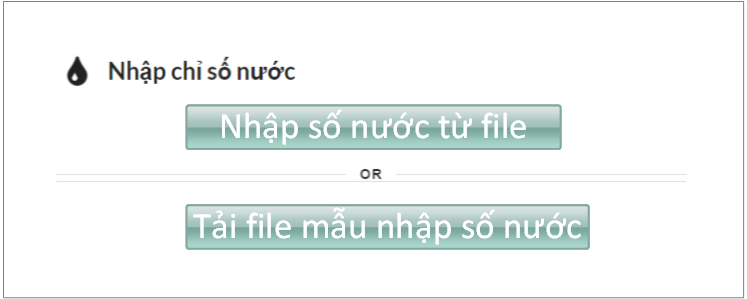 Nhập chỉ số nước
Nhập số nước từ file
OR
Tải file mẫu nhập số nước